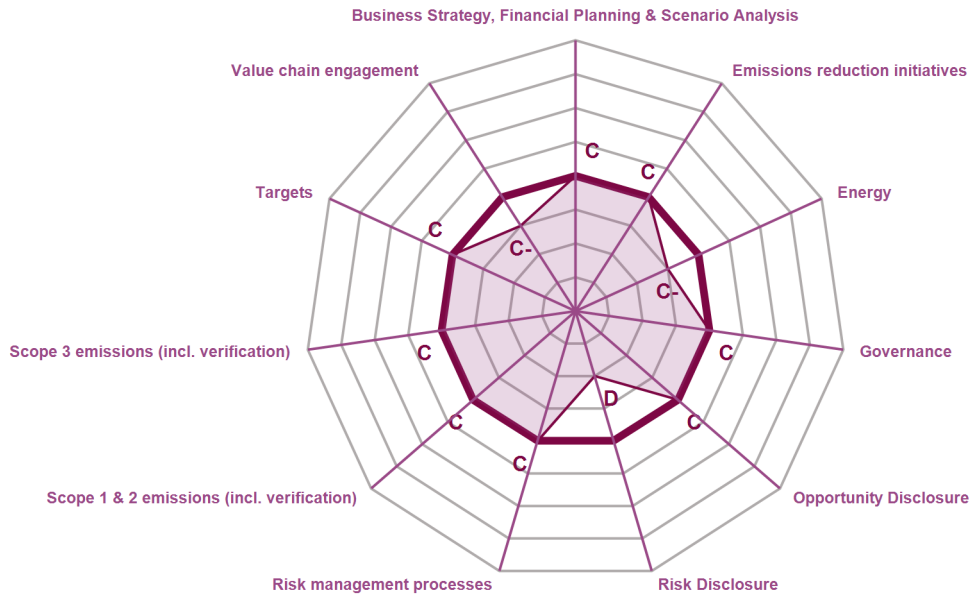 Business Strategy, Financial Planning & Scenario Analysis
Value chain engagement
Emissions reduction initiatives
C
C
Targets
Energy
C
C-
C-
Scope 3 emissions (incl. verification)
C
C
Governance
D
C
C
C
Scope 1 & 2 emissions (incl. verification)
Opportunity Disclosure
Risk management processes
Risk Disclosure